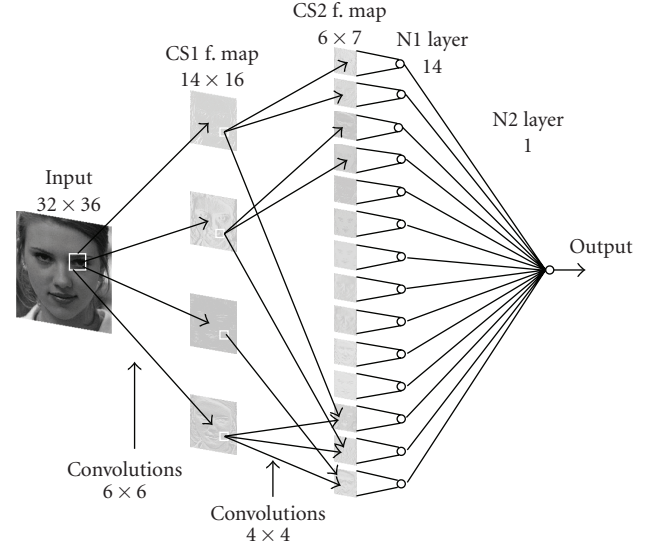 CS2 f. map
6 × 7
CS1 f. map
14 × 16
N1 layer
14
N2 layer
1
Input
32 × 36
Output
Convolutions
6 × 6
Convolutions
4 × 4